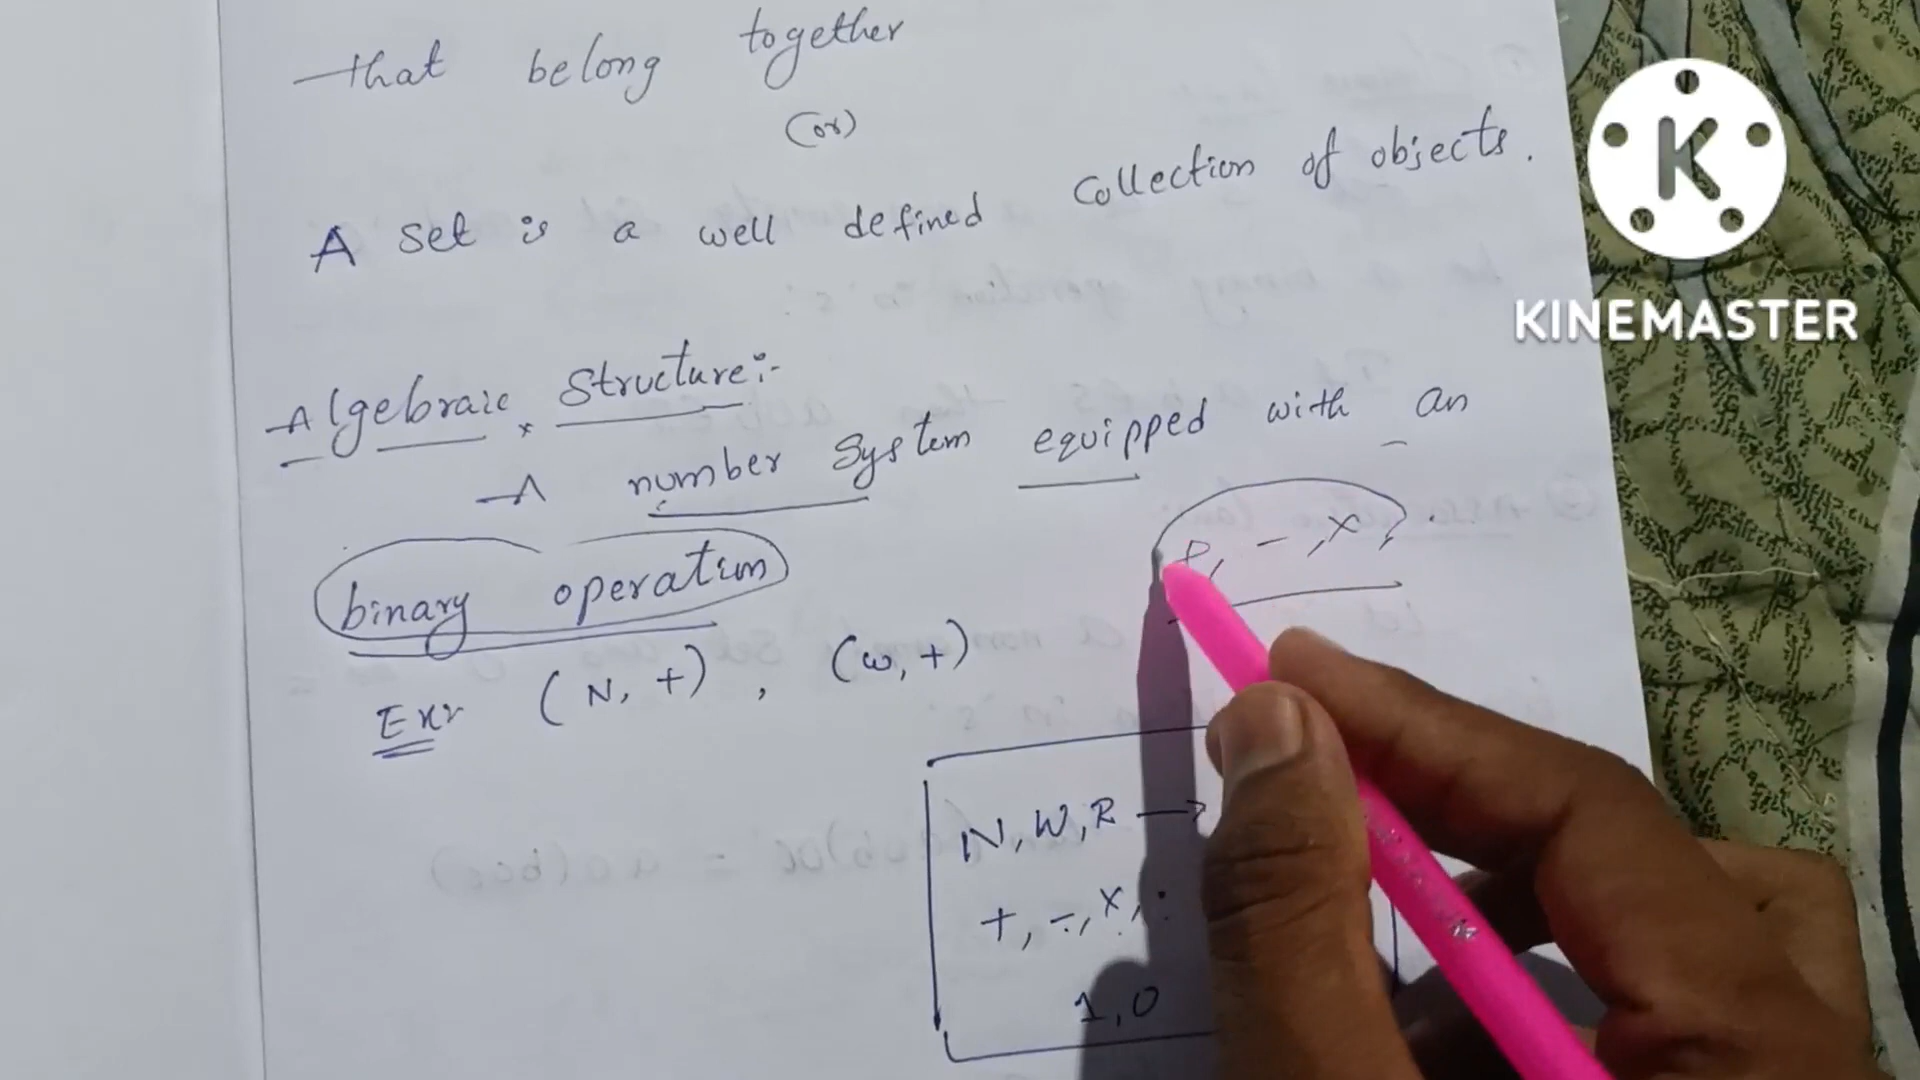 that belong together
(or)
A set is a well defined collection of objects.
Algebraic Structure:-
A number system equipped with an
binary operation +, -, ×,
Ex: (N, +), (W, +)
N, W, R →
+, ÷, ×, :
1, 0
K
KINEMASTER